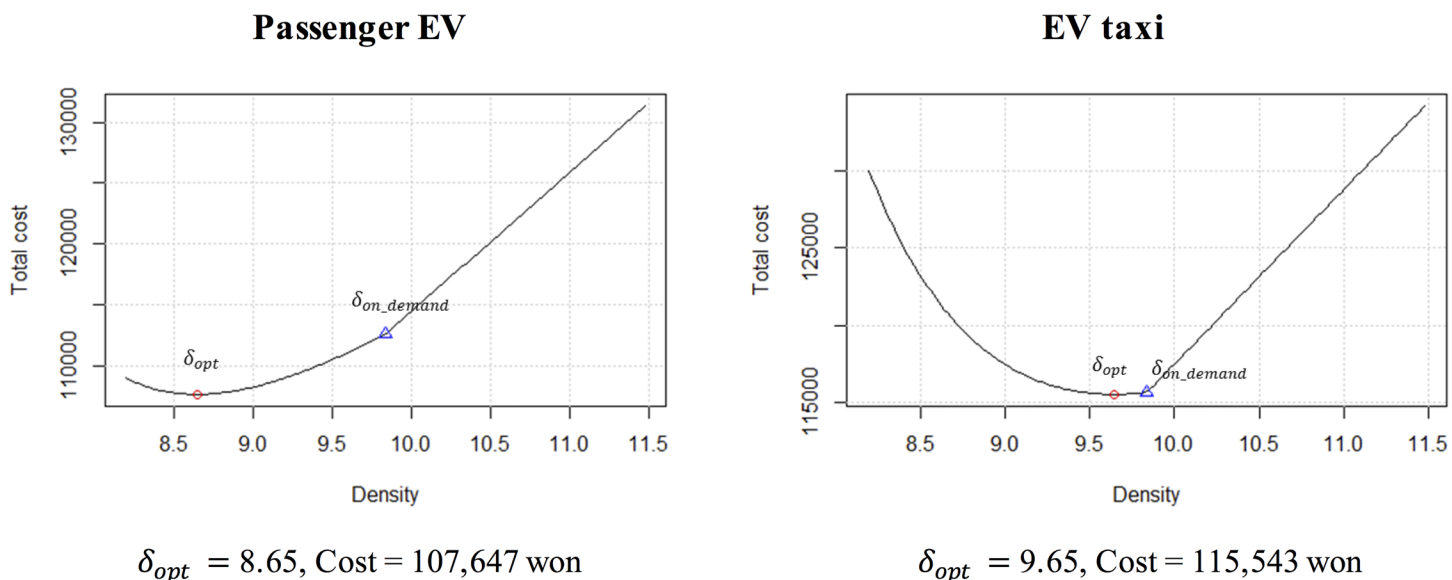 Passenger EV
Total cost
130000
120000
110000
δopt
δon_demand
8.5 9.0 9.5 10.0 10.5 11.0 11.5
Density
δopt = 8.65, Cost = 107,647 won
EV taxi
Total cost
125000
115000
δopt
δon_demand
8.5 9.0 9.5 10.0 10.5 11.0 11.5
Density
δopt = 9.65, Cost = 115,543 won